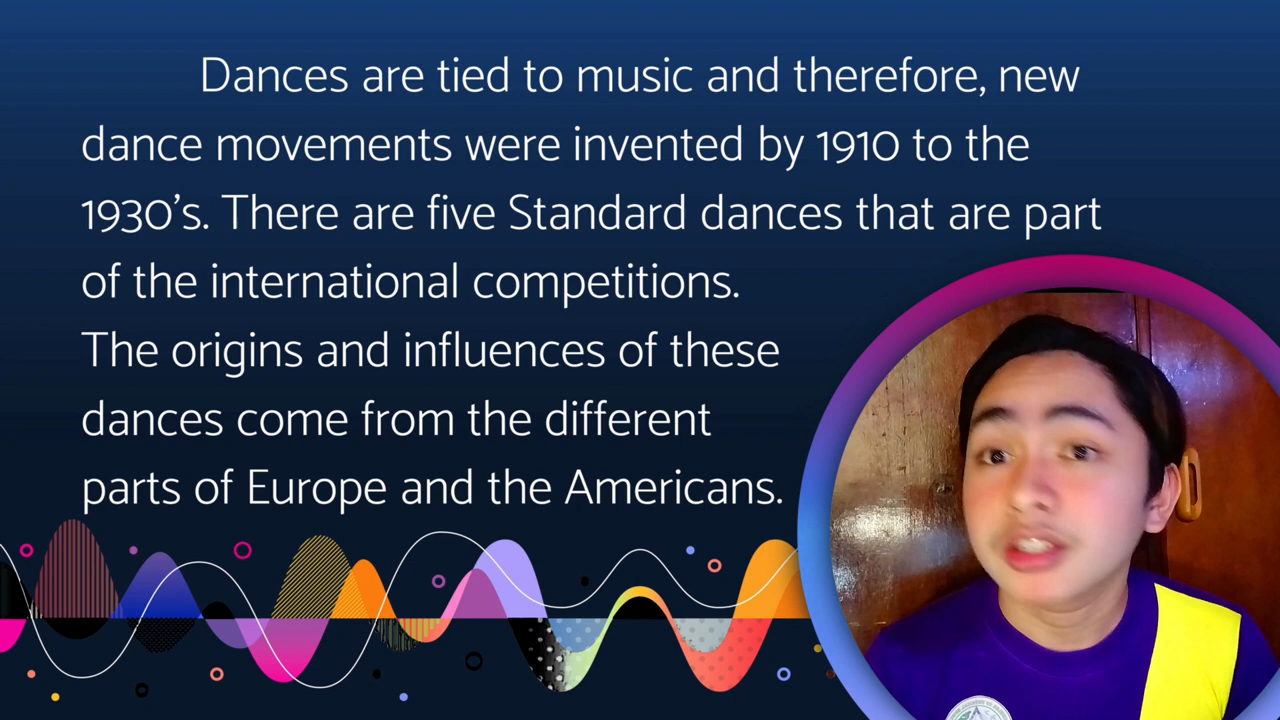 Dances are tied to music and therefore, new
dance movements were invented by 1910 to the
1930's. There are five Standard dances that are part
of the international competitions.
The origins and influences of these
dances come from the different
parts of Europe and the Americans.